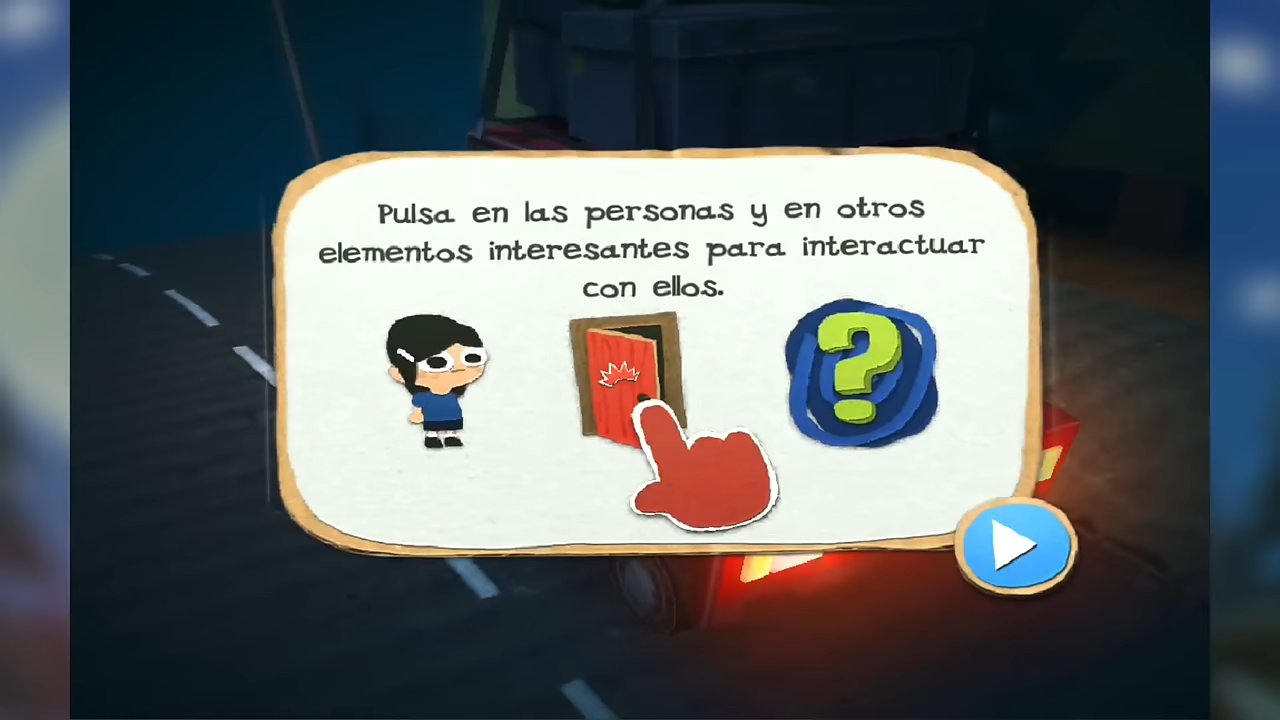 Pulsa en las personas y en otros
elementos interesantes para interactuar
con ellos.
?